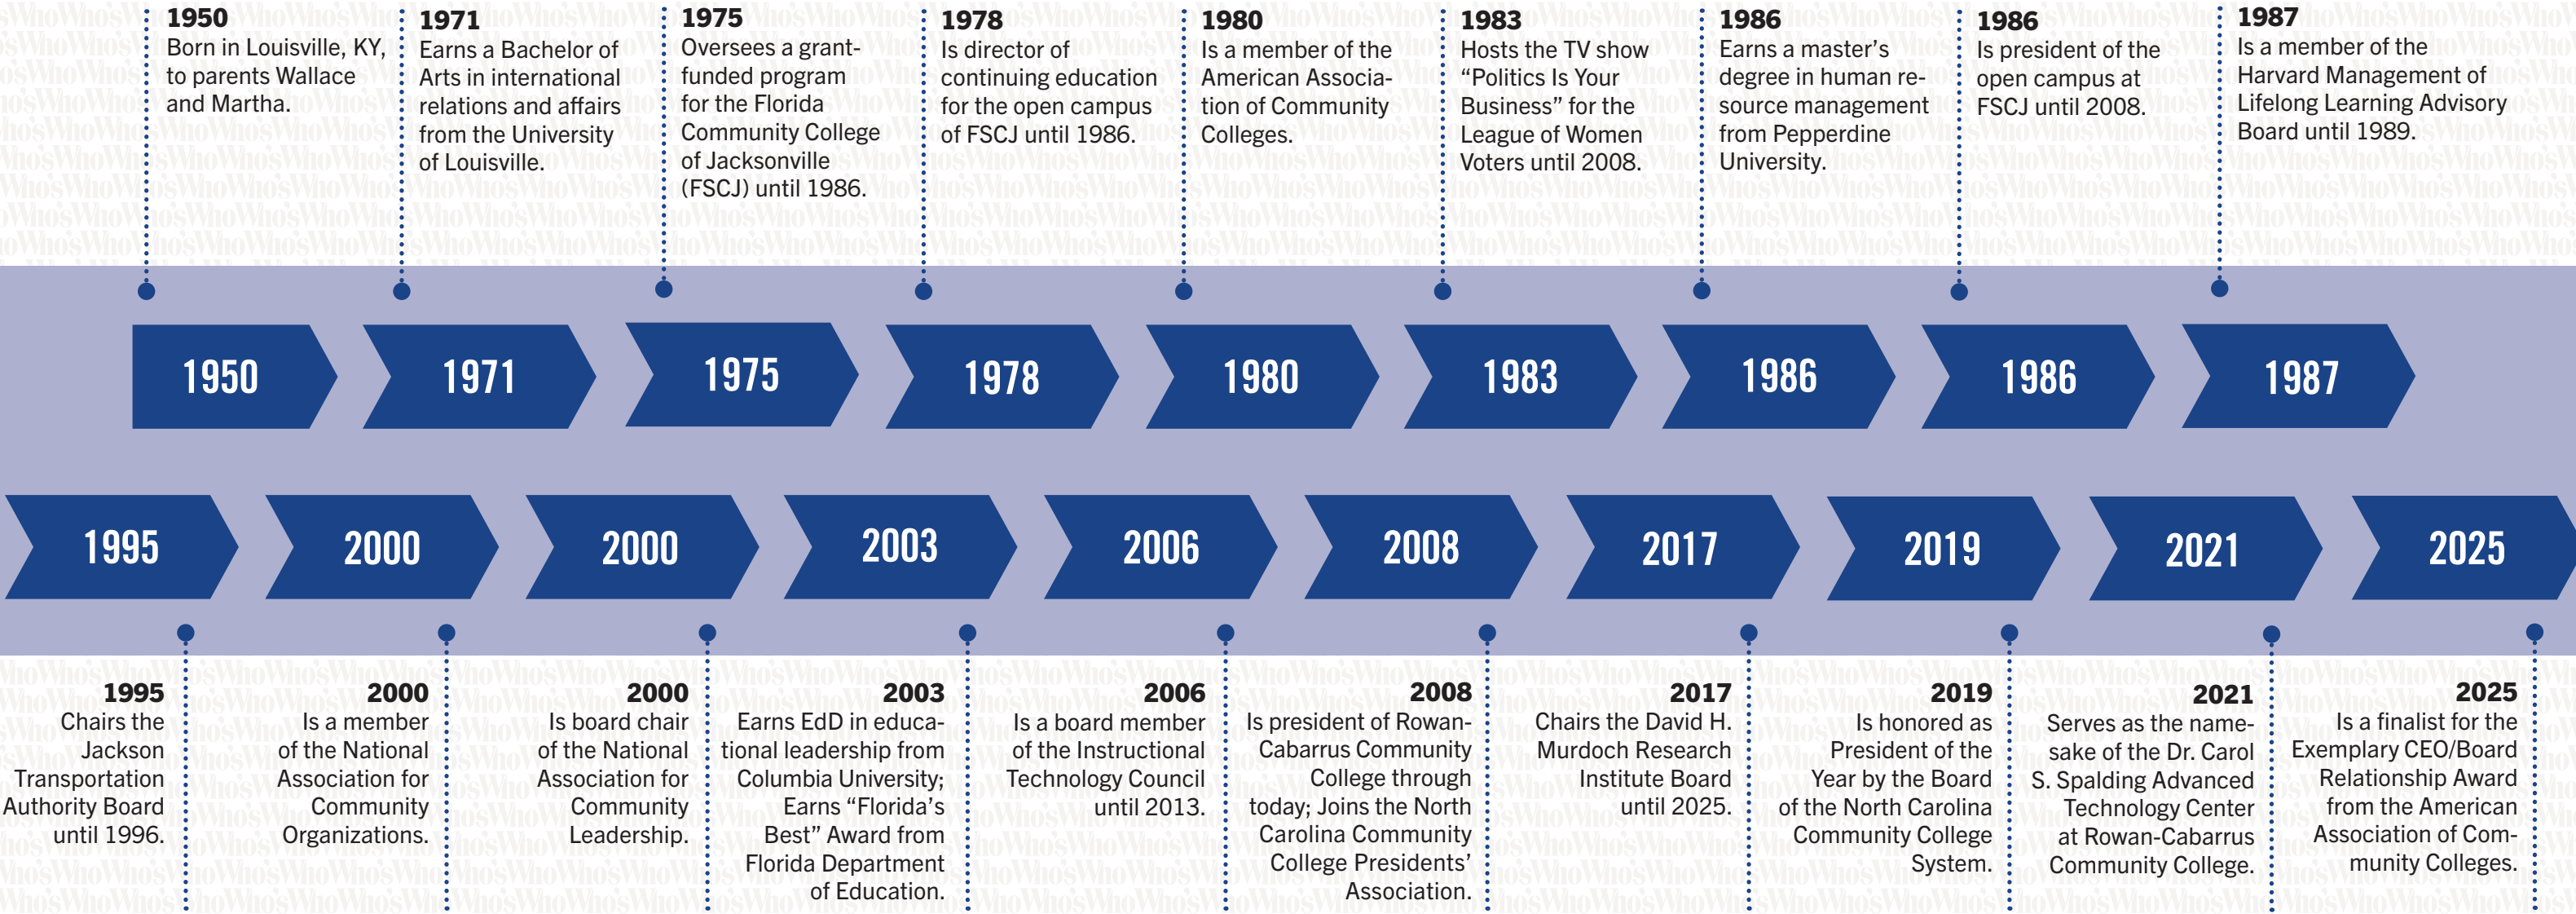 1950
Born in Louisville, KY,
to parents Wallace
and Martha.
1971
Earns a Bachelor of
Arts in international
relations and affairs
from the University
of Louisville.
1975
Oversees a grant-
funded program
for the Florida
Community College
of Jacksonville
(FSCJ) until 1986.
1978
Is director of
continuing education
for the open campus
of FSCJ until 1986.
1980
Is a member of the
American Associa-
tion of Community
Colleges.
1983
Hosts the TV show
“Politics Is Your
Business” for the
League of Women
Voters until 2008.
1986
Earns a master’s
degree in human re-
source management
from Pepperdine
University.
1986
Is president of the
open campus at
FSCJ until 2008.
1987
Is a member of the
Harvard Management of
Lifelong Learning Advisory
Board until 1989.
1950
1971
1975
1978
1980
1983
1986
1986
1987
1995
2000
2000
2003
2006
2008
2017
2019
2021
2025
1995
Chairs the
Jackson
Transportation
Authority Board
until 1996.
2000
Is a member
of the National
Association for
Community
Organizations.
2000
Is board chair
of the National
Association for
Community
Leadership.
2003
Earns EdD in educa-
tional leadership from
Columbia University;
Earns “Florida’s
Best” Award from
Florida Department
of Education.
2006
Is a board member
of the Instructional
Technology Council
until 2013.
2008
Is president of Rowan-
Cabarrus Community
College through
today; Joins the North
Carolina Community
College Presidents’
Association.
2017
Chairs the David H.
Murdoch Research
Institute Board
until 2025.
2019
Is honored as
President of the
Year by the Board
of the North Carolina
Community College
System.
2021
Serves as the name-
sake of the Dr. Carol
S. Spalding Advanced
Technology Center
at Rowan-Cabarrus
Community College.
2025
Is a finalist for the
Exemplary CEO/Board
Relationship Award
from the American
Association of Com-
munity Colleges.